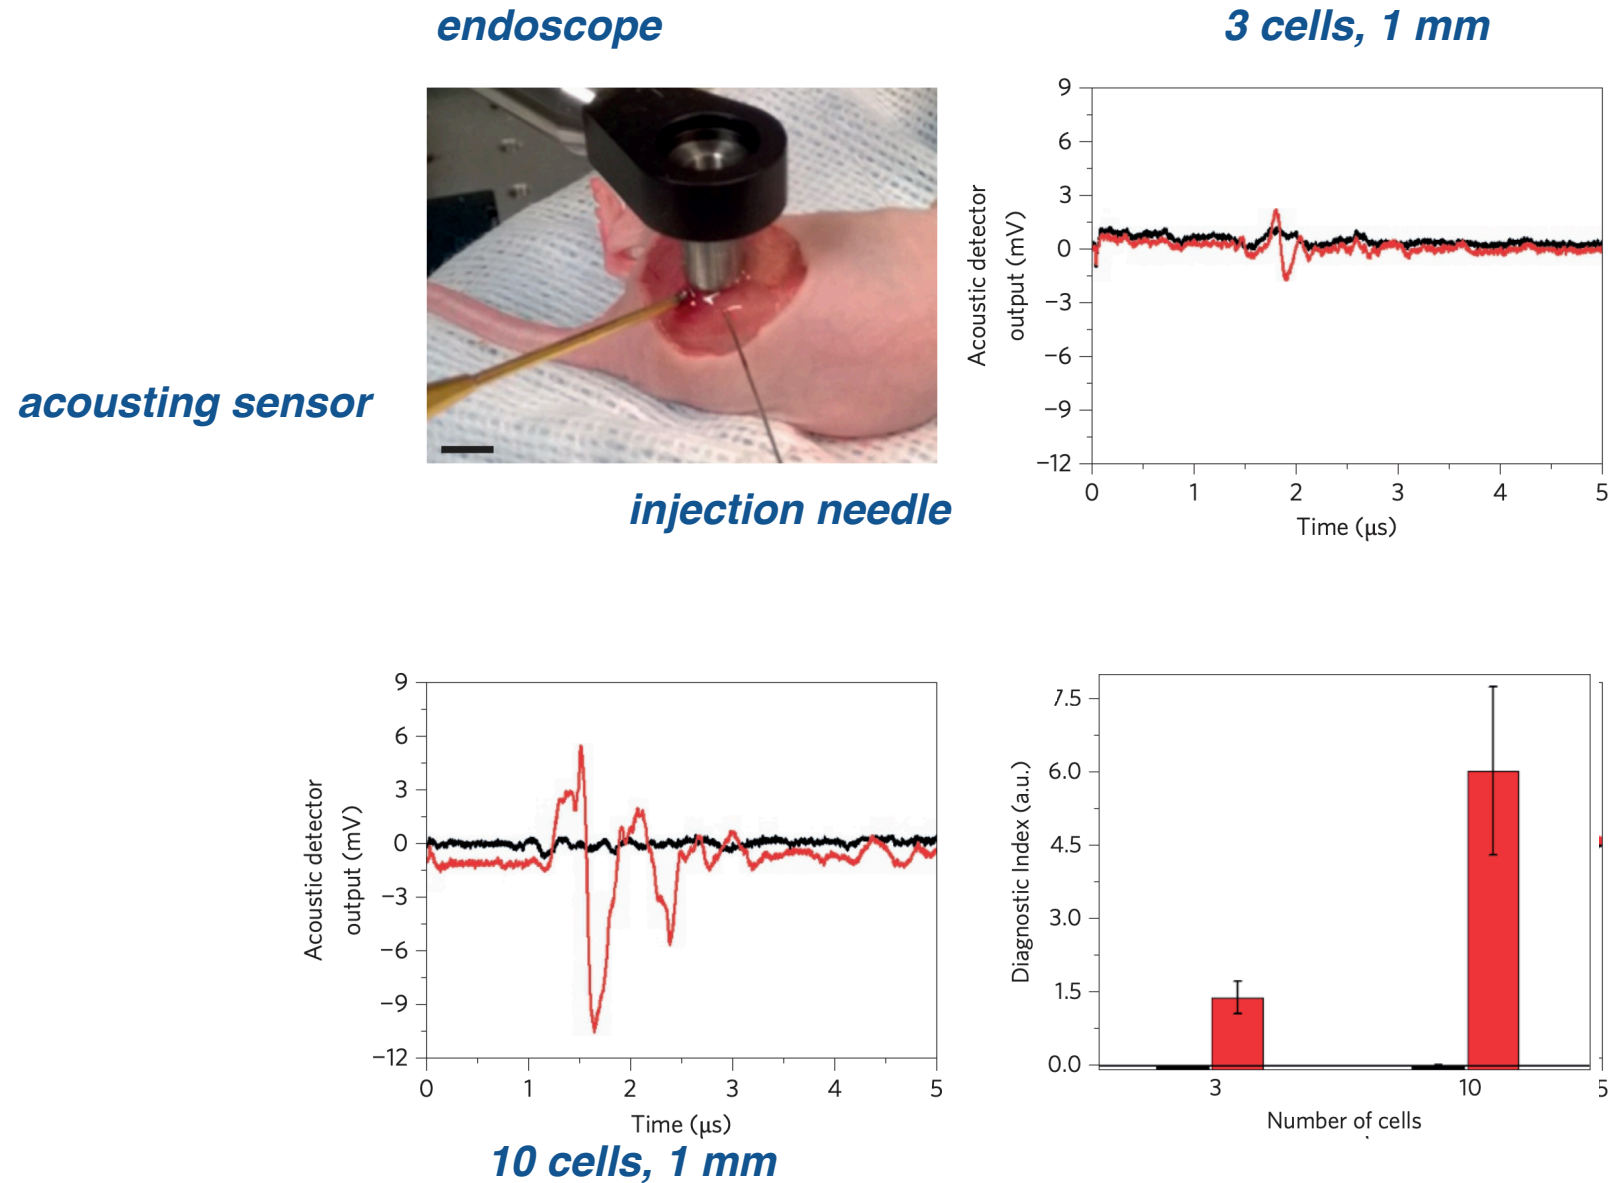 endoscope
3 cells, 1 mm
acousting sensor
injection needle
9
6
3
0
−3
−6
−9
−12
Acoustic detector
output (mV)
0 1 2 3 4 5
Time (μs)
9
6
3
0
−3
−6
−9
−12
Acoustic detector
output (mV)
0 1 2 3 4 5
Time (μs)
10 cells, 1 mm
7.5
6.0
4.5
3.0
1.5
0.0
Diagnostic Index (a.u.)
3 10
Number of cells
5